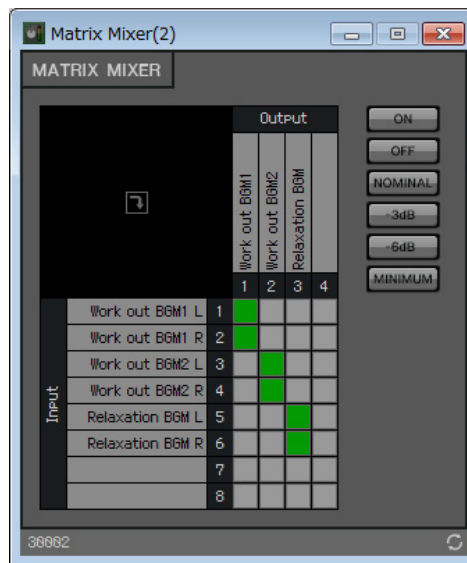 Matrix Mixer(2)
MATRIX MIXER
Output
Work out BGM1
Work out BGM2
Relaxation BGM
1 2 3 4
ON
OFF
NOMINAL
-3dB
-6dB
MINIMUM
Input
Work out BGM1 L 1
Work out BGM1 R 2
Work out BGM2 L 3
Work out BGM2 R 4
Relaxation BGM L 5
Relaxation BGM R 6
7
8
30002